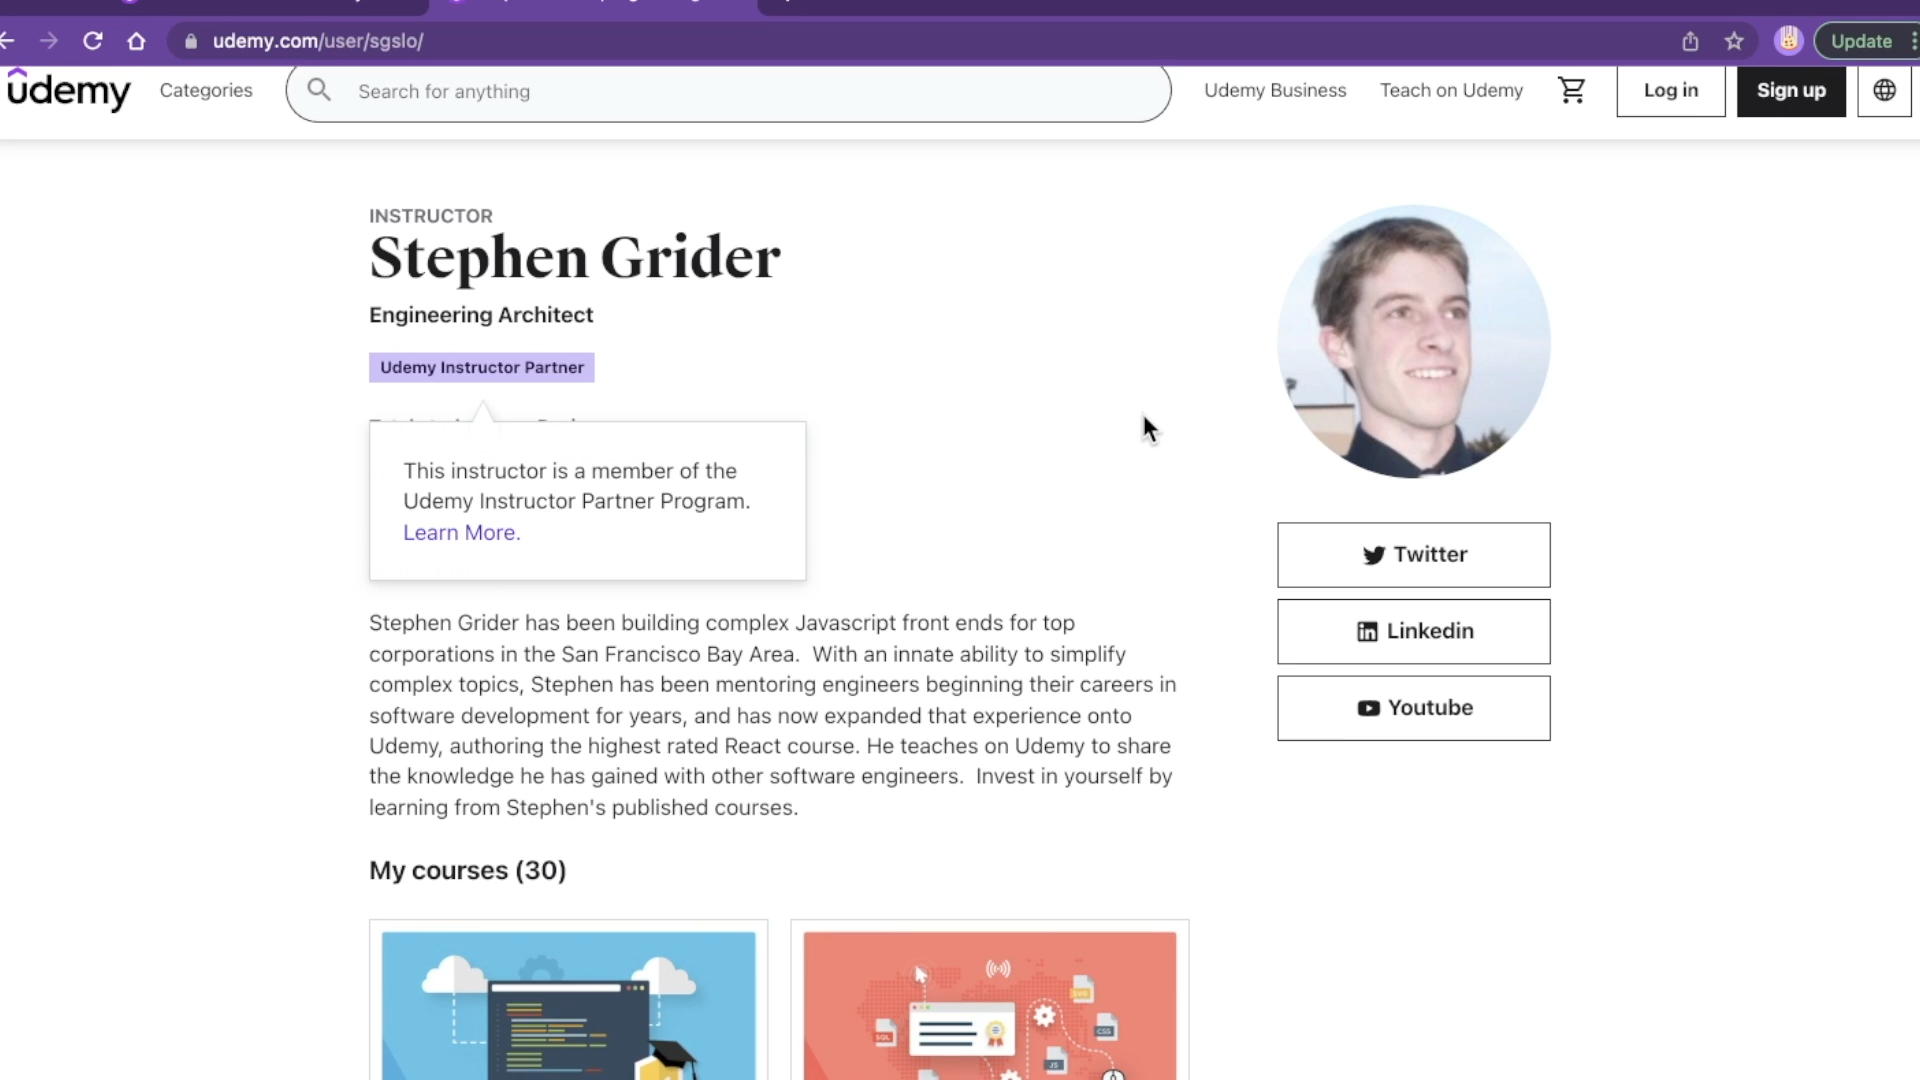 udemy.com/user/sgslo/
Update
udemy
Categories
Search for anything
Udemy Business
Teach on Udemy
Log in
Sign up
INSTRUCTOR
Stephen Grider
Engineering Architect
Udemy Instructor Partner
This instructor is a member of the
Udemy Instructor Partner Program.
Learn More.
Twitter
Linkedin
Youtube
Stephen Grider has been building complex Javascript front ends for top
corporations in the San Francisco Bay Area.  With an innate ability to simplify
complex topics, Stephen has been mentoring engineers beginning their careers in
software development for years, and has now expanded that experience onto
Udemy, authoring the highest rated React course. He teaches on Udemy to share
the knowledge he has gained with other software engineers.  Invest in yourself by
learning from Stephen's published courses.
My courses (30)
SVG
SQL
CSS
JS